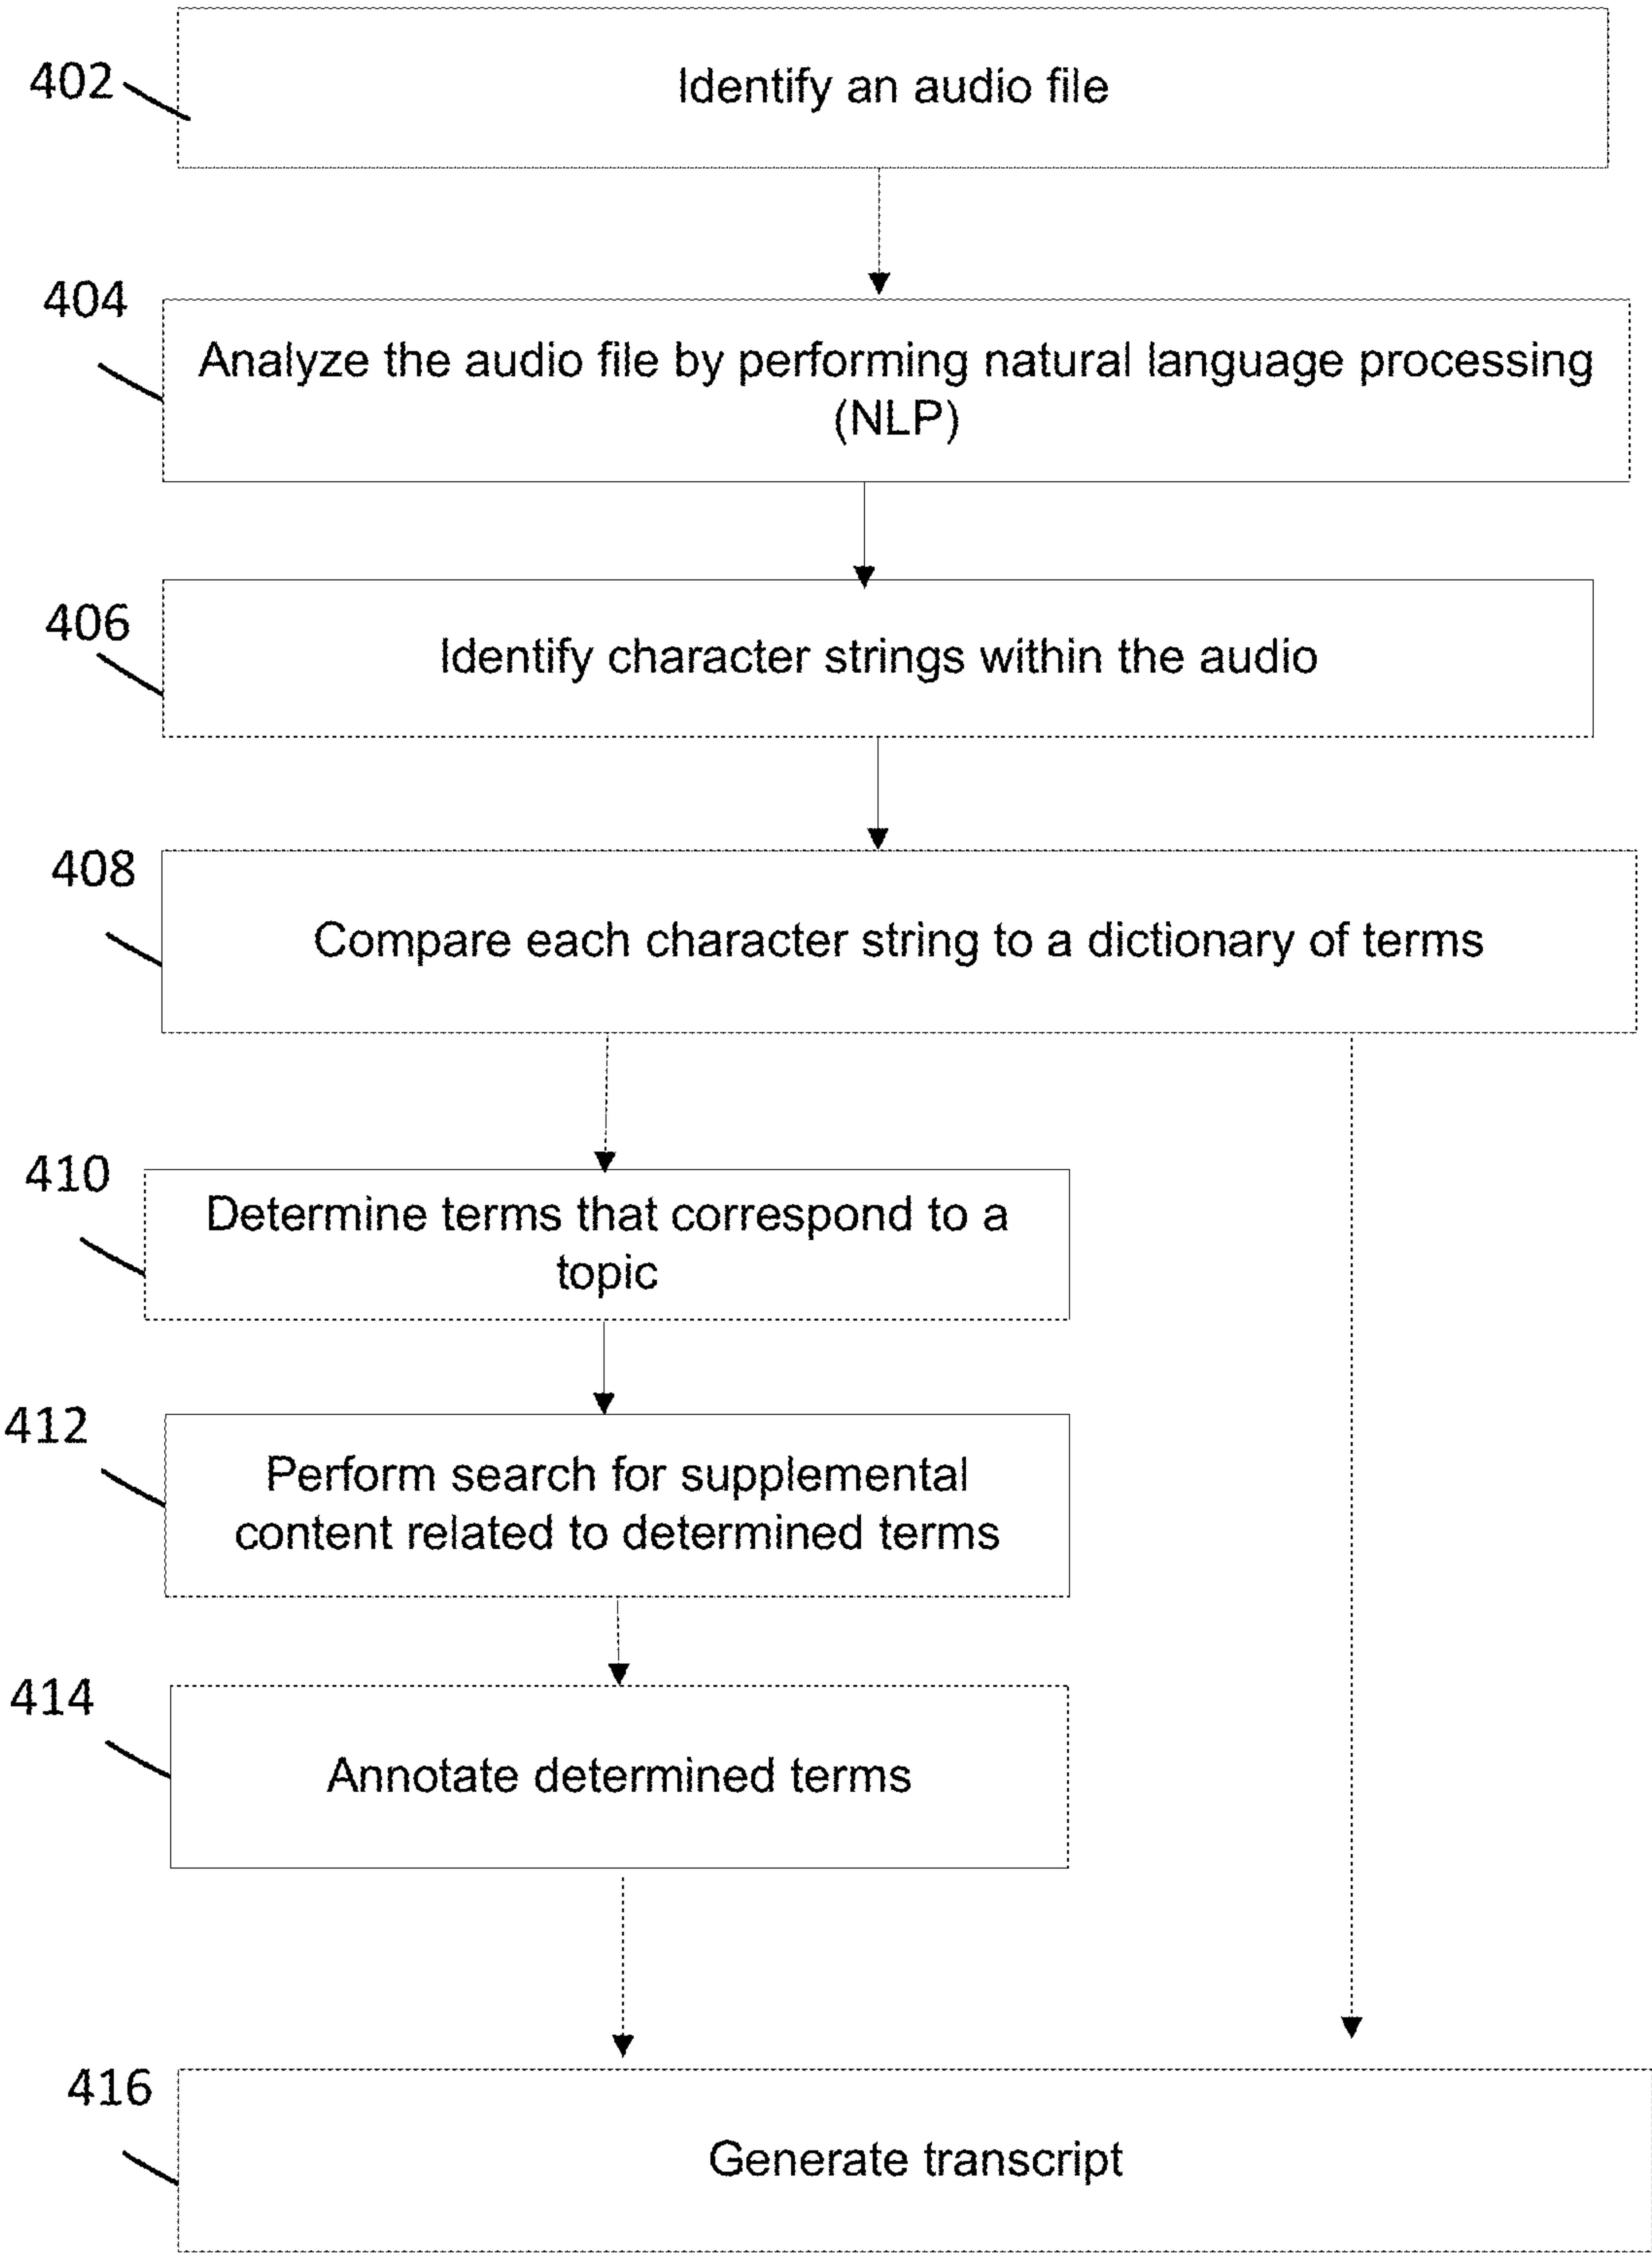 402
Identify an audio file
404
Analyze the audio file by performing natural language processing
(NLP)
406
Identify character strings within the audio
408
Compare each character string to a dictionary of terms
410
Determine terms that correspond to a
topic
412
Perform search for supplemental
content related to determined terms
414
Annotate determined terms
416
Generate transcript